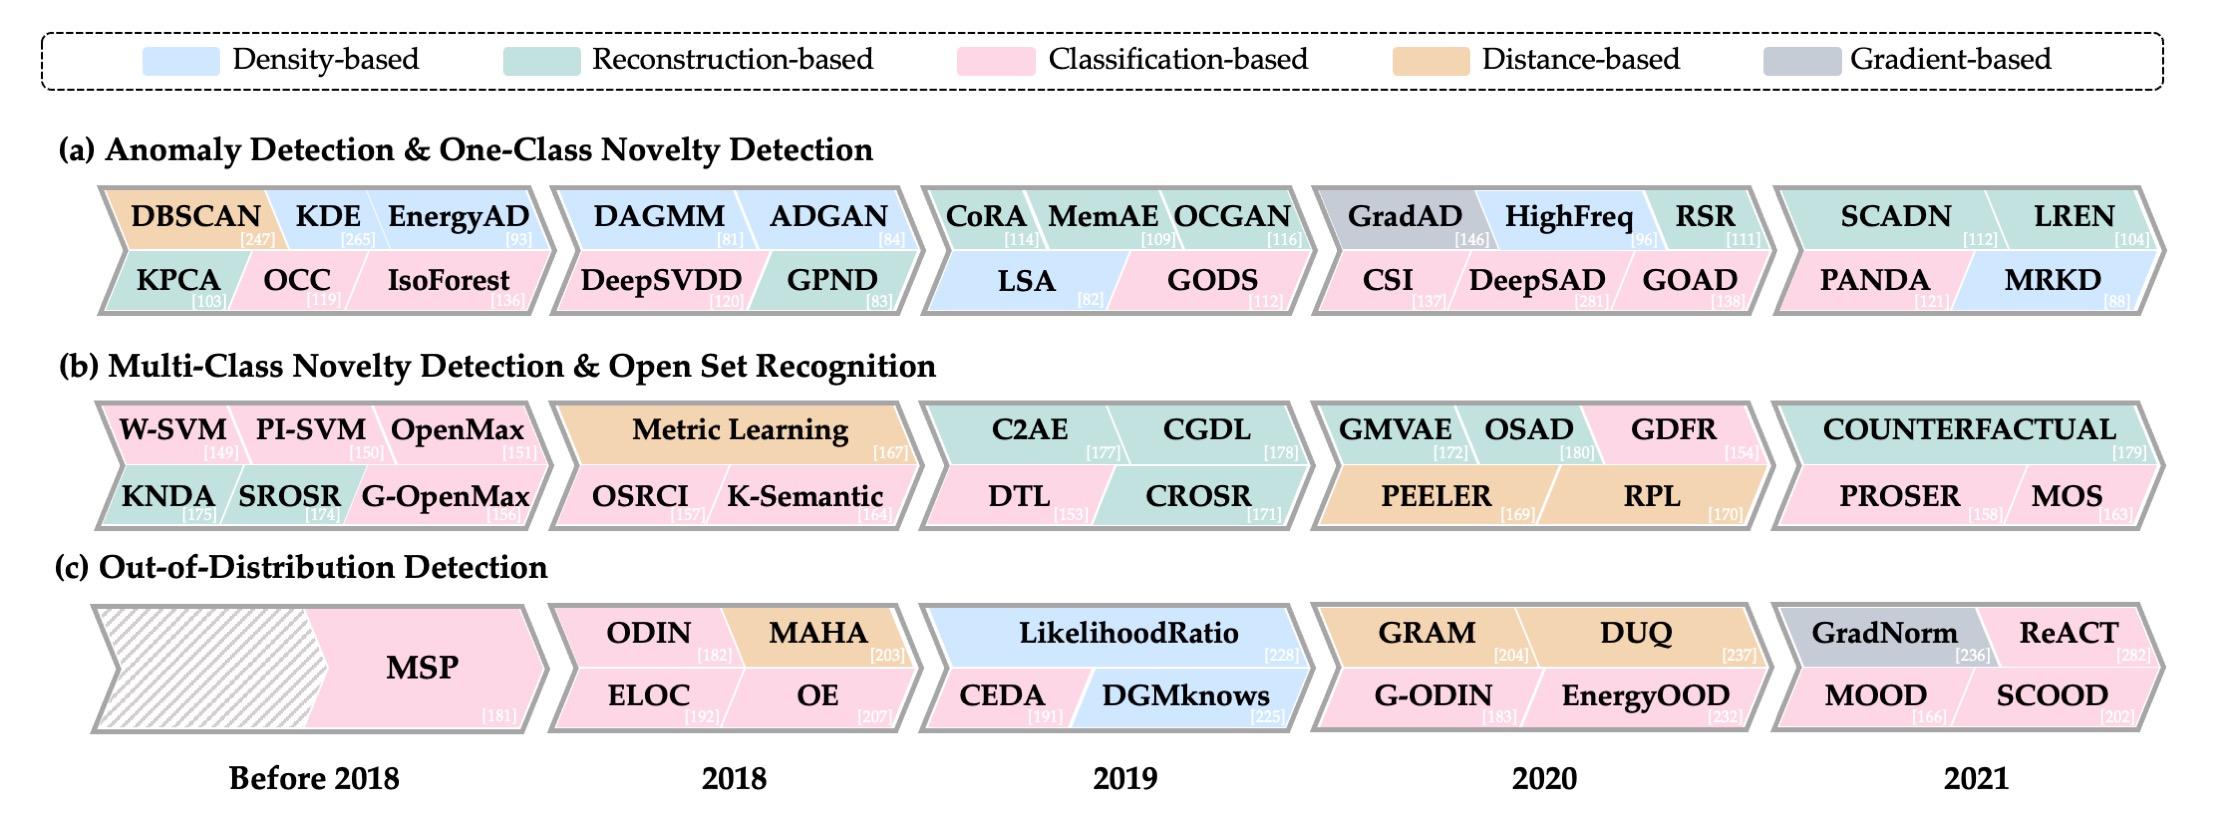 Density-based Reconstruction-based Classification-based Distance-based Gradient-based
(a) Anomaly Detection & One-Class Novelty Detection
DBSCAN [247] KDE [265] EnergyAD [93] DAGMM [81] ADGAN [84] CoRA [114] MemAE [109] OCGAN [116] GradAD [146] HighFreq [96] RSR [111] SCADN [112] LREN [104]
KPCA [103] OCC [119] IsoForest [136] DeepSVDD [120] GPND [83] LSA [82] GODS [112] CSI [137] DeepSAD [281] GOAD [138] PANDA [121] MRKD [88]
(b) Multi-Class Novelty Detection & Open Set Recognition
W-SVM [149] PI-SVM [150] OpenMax [151] Metric Learning [167] C2AE [177] CGDL [178] GMVAE [172] OSAD [180] GDFR [154] COUNTERFACTUAL [179]
KNDA [175] SROSR [174] G-OpenMax [156] OSRCI [157] K-Semantic [164] DTL [153] CROSR [171] PEELER [169] RPL [170] PROSER [158] MOS [163]
(c) Out-of-Distribution Detection
MSP [181] ODIN [182] MAHA [203] LikelihoodRatio [228] GRAM [204] DUQ [237] GradNorm [236] ReACT [282]
ELOC [192] OE [207] CEDA [191] DGMknows [225] G-ODIN [183] EnergyOOD [232] MOOD [166] SCOOD [202]
Before 2018 2018 2019 2020 2021